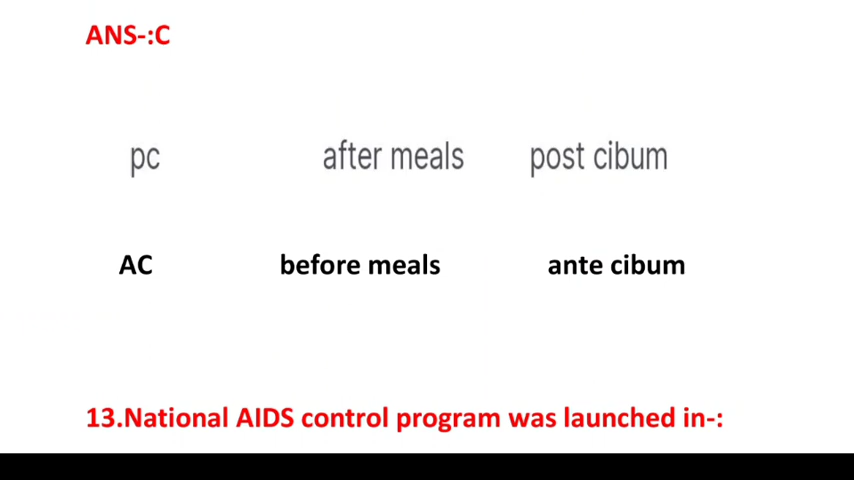 ANS-:C
pc after meals post cibum
AC before meals ante cibum
13.National AIDS control program was launched in-: